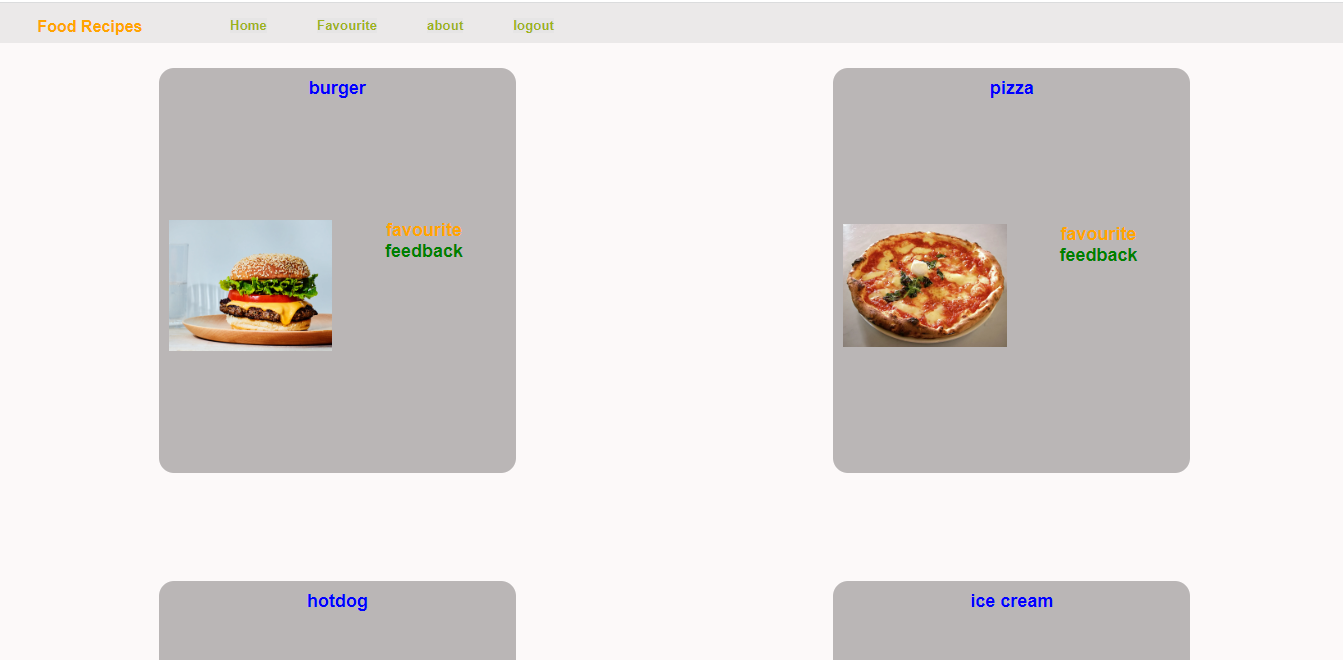 Food Recipes Home Favourite about logout
burger
favourite
feedback
pizza
favourite
feedback
hotdog
ice cream